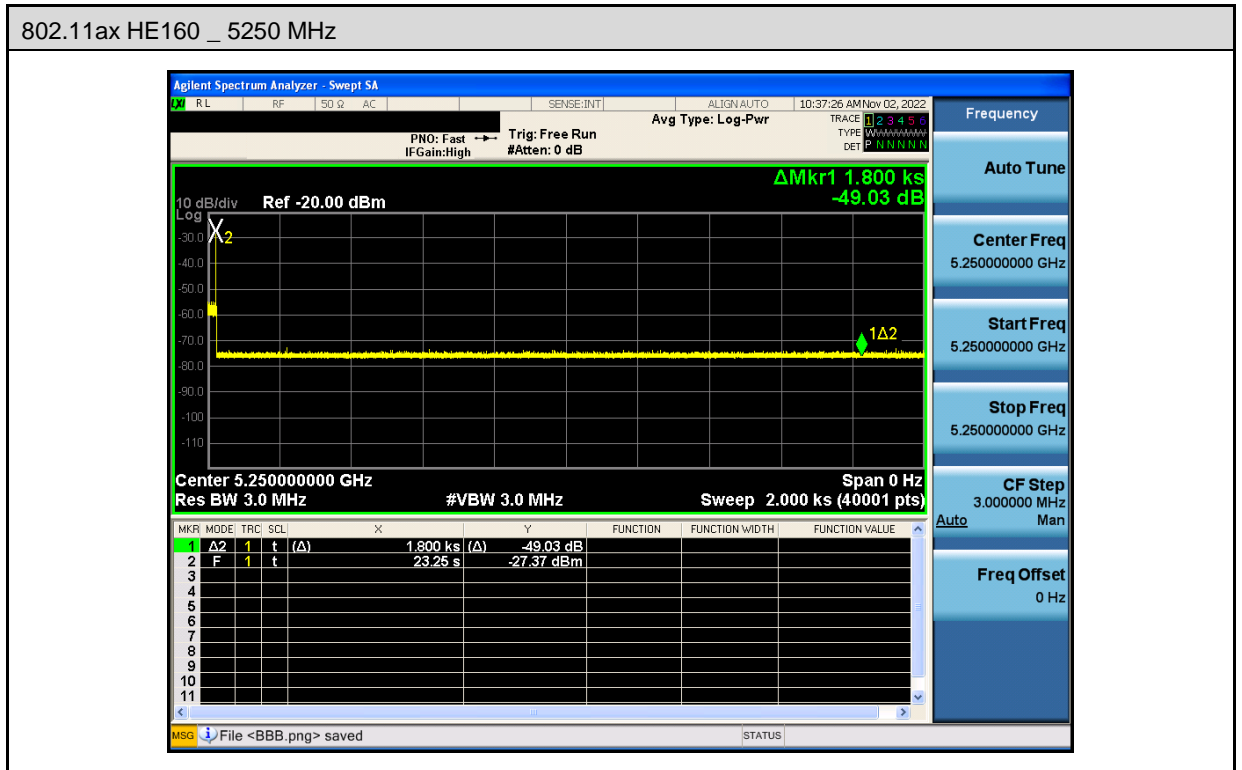 802.11ax HE160 _ 5250 MHz
Agilent Spectrum Analyzer - Swept SA
LXI RL RF 50 Ω AC SENSE:INT ALIGN AUTO 10:37:26 AM Nov 02, 2022
Frequency
Avg Type: Log-Pwr
TRACE 1 2 3 4 5 6
TYPE WWWWWW
DET P N N N N N
PNO: Fast
IFGain:High
Trig: Free Run
#Atten: 0 dB
ΔMkr1 1.800 ks
-49.03 dB
10 dB/div Ref -20.00 dBm
Log
-30.0
-40.0
-50.0
-60.0
-70.0
-80.0
-90.0
-100
-110
2
1Δ2
Center 5.250000000 GHz Span 0 Hz
Res BW 3.0 MHz #VBW 3.0 MHz Sweep 2.000 ks (40001 pts)
MKR MODE TRC SCL X Y FUNCTION FUNCTION WIDTH FUNCTION VALUE
1 Δ2 1 t (Δ) 1.800 ks (Δ) -49.03 dB
2 F 1 t 23.25 s -27.37 dBm
3
4
5
6
7
8
9
10
11
MSG File <BBB.png> saved STATUS
Auto Tune
Center Freq
5.250000000 GHz
Start Freq
5.250000000 GHz
Stop Freq
5.250000000 GHz
CF Step
3.000000 MHz
Auto Man
Freq Offset
0 Hz